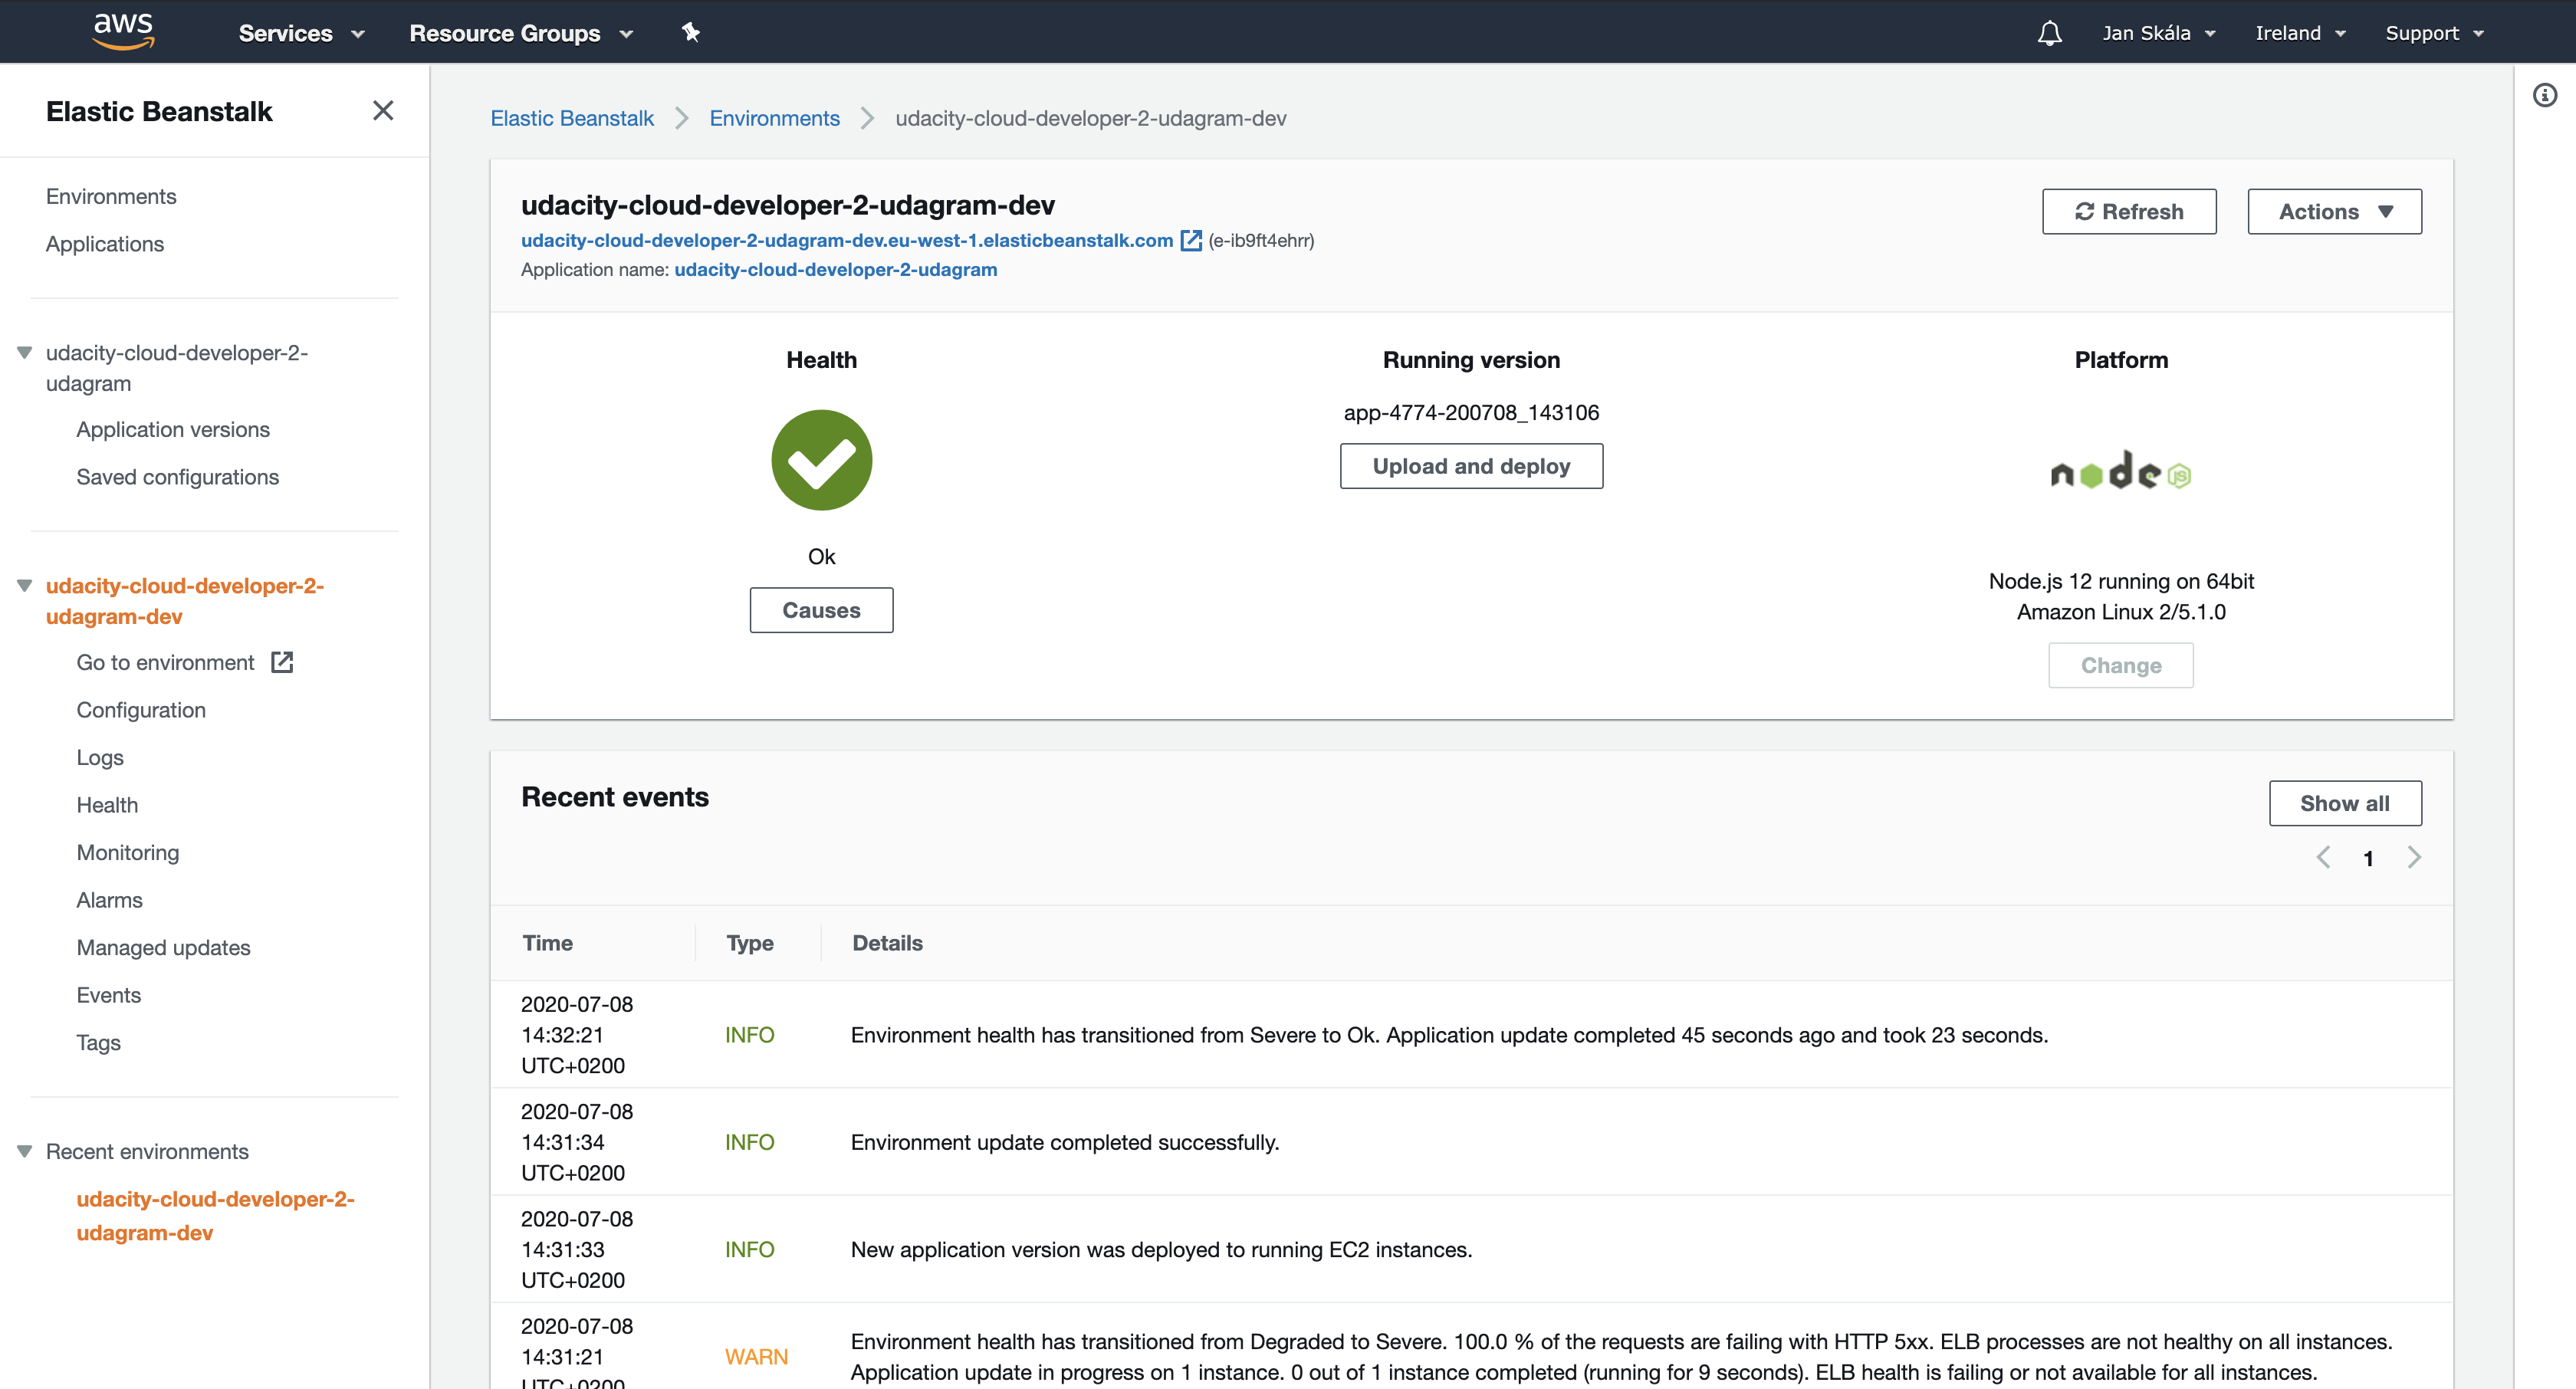 aws
Services
Resource Groups
Jan Skála
Ireland
Support
Elastic Beanstalk
Environments
Applications
udacity-cloud-developer-2-
udagram
Application versions
Saved configurations
udacity-cloud-developer-2-
udagram-dev
Go to environment
Configuration
Logs
Health
Monitoring
Alarms
Managed updates
Events
Tags
Recent environments
udacity-cloud-developer-2-
udagram-dev
Elastic Beanstalk
Environments
udacity-cloud-developer-2-udagram-dev
udacity-cloud-developer-2-udagram-dev
Refresh
Actions
udacity-cloud-developer-2-udagram-dev.eu-west-1.elasticbeanstalk.com (e-ib9ft4ehrr)
Application name: udacity-cloud-developer-2-udagram
Health
Ok
Causes
Running version
app-4774-200708_143106
Upload and deploy
Platform
node JS
Node.js 12 running on 64bit
Amazon Linux 2/5.1.0
Change
Recent events
Show all
1
Time Type Details
2020-07-08
14:32:21
UTC+0200
INFO
Environment health has transitioned from Severe to Ok. Application update completed 45 seconds ago and took 23 seconds.
2020-07-08
14:31:34
UTC+0200
INFO
Environment update completed successfully.
2020-07-08
14:31:33
UTC+0200
INFO
New application version was deployed to running EC2 instances.
2020-07-08
14:31:21
UTC+0200
WARN
Environment health has transitioned from Degraded to Severe. 100.0 % of the requests are failing with HTTP 5xx. ELB processes are not healthy on all instances.
Application update in progress on 1 instance. 0 out of 1 instance completed (running for 9 seconds). ELB health is failing or not available for all instances.